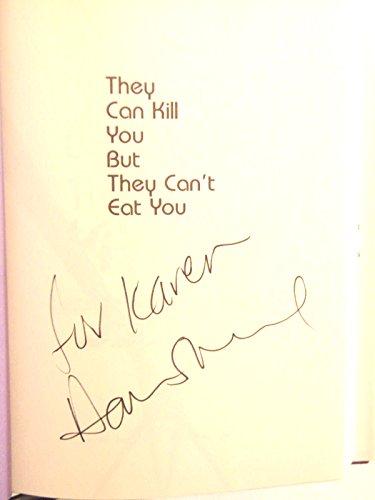 They
Can Kill
You
But
They Can't
Eat You
for Karen